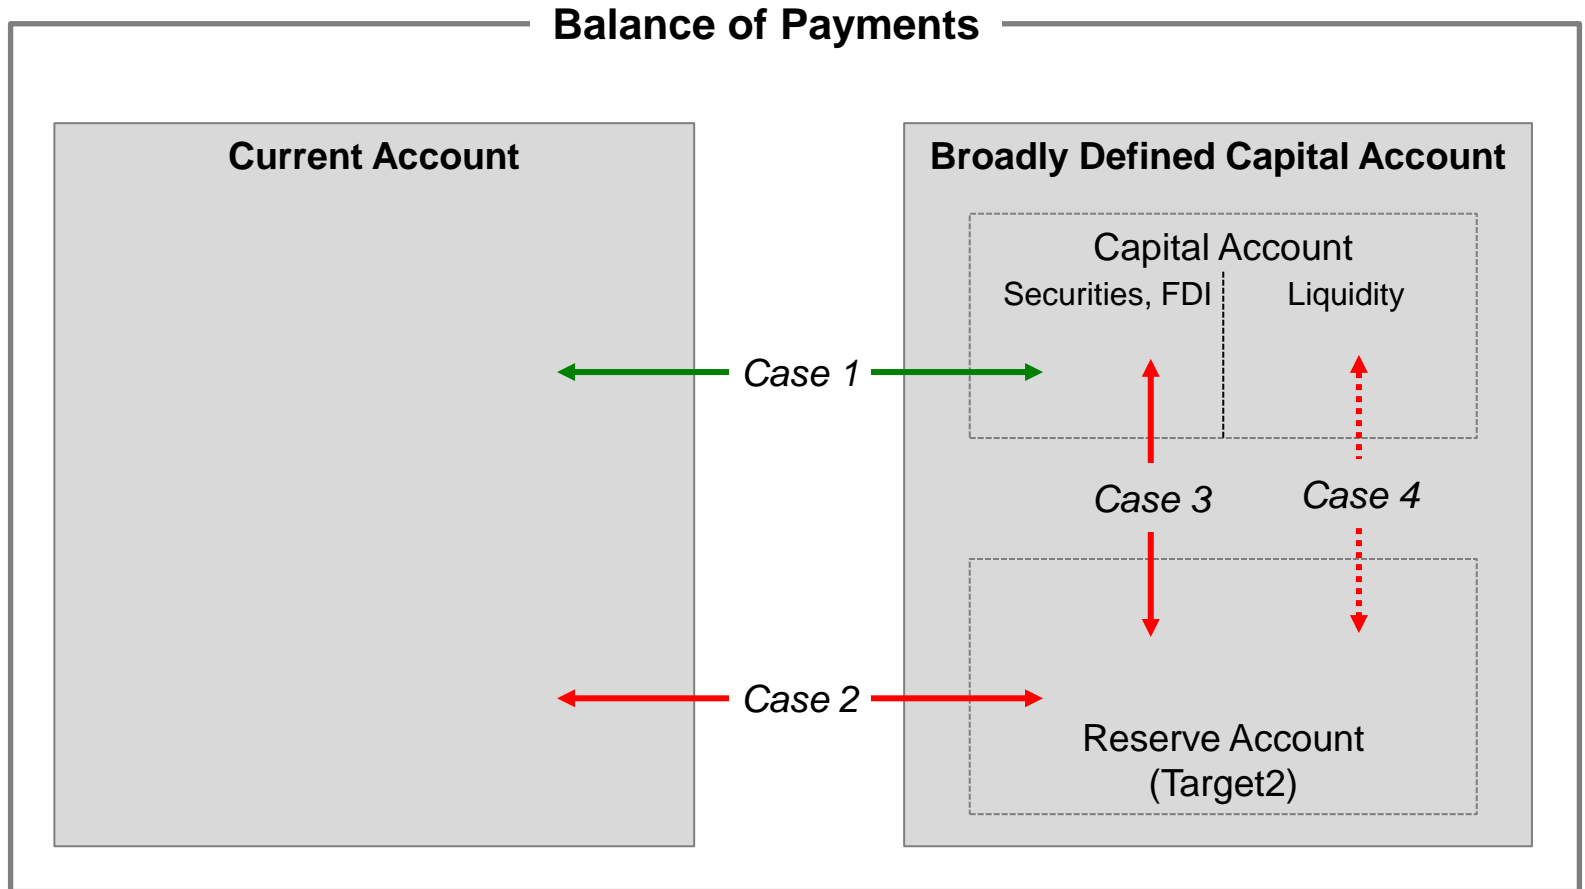 Balance of Payments
Current Account
Broadly Defined Capital Account
Capital Account
Securities, FDI
Liquidity
Case 1
Case 3
Case 4
Case 2
Reserve Account
(Target2)